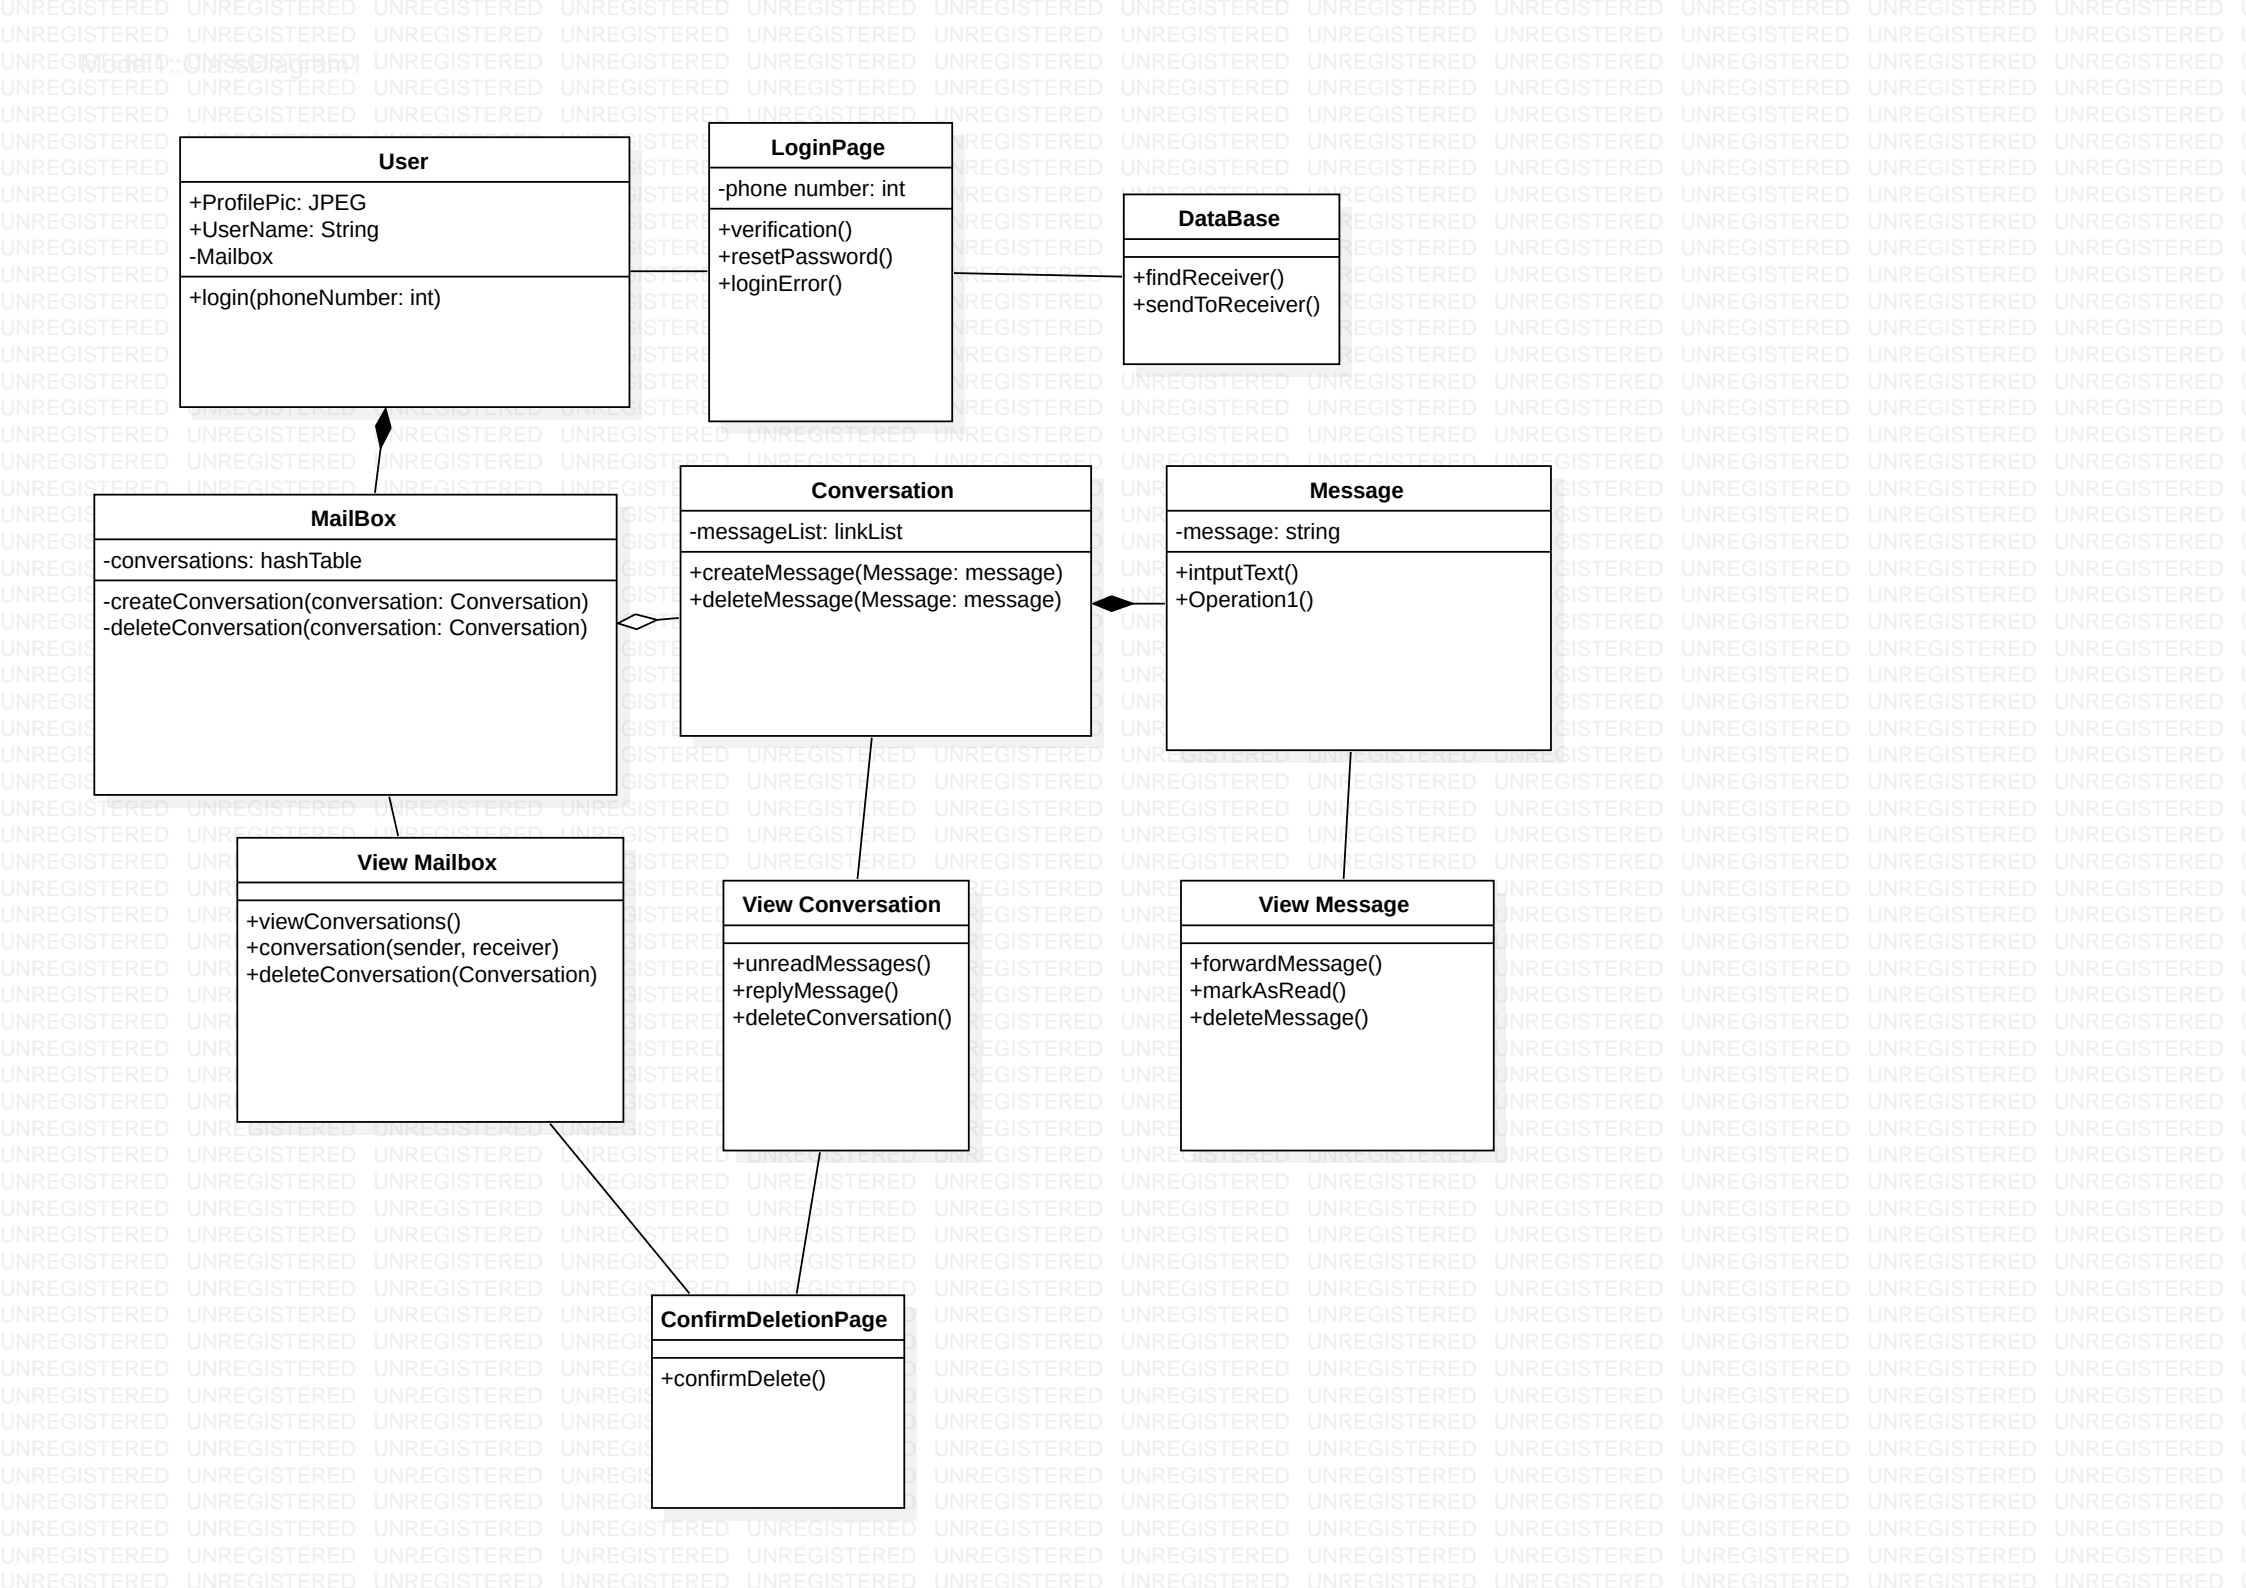 Model1::ClassDiagram1
User
+ProfilePic: JPEG
+UserName: String
-Mailbox
+login(phoneNumber: int)
LoginPage
-phone number: int
+verification()
+resetPassword()
+loginError()
DataBase
+findReceiver()
+sendToReceiver()
MailBox
-conversations: hashTable
-createConversation(conversation: Conversation)
-deleteConversation(conversation: Conversation)
Conversation
-messageList: linkList
+createMessage(Message: message)
+deleteMessage(Message: message)
Message
-message: string
+intputText()
+Operation1()
View Mailbox
+viewConversations()
+conversation(sender, receiver)
+deleteConversation(Conversation)
View Conversation
+unreadMessages()
+replyMessage()
+deleteConversation()
View Message
+forwardMessage()
+markAsRead()
+deleteMessage()
ConfirmDeletionPage
+confirmDelete()
UNREGISTERED